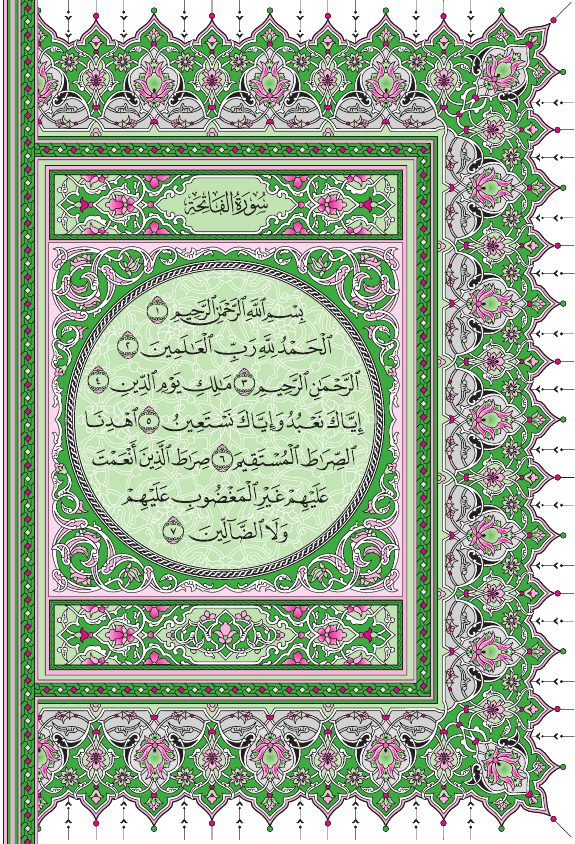 سُورَةُ الفَاتِحَةِ
بِسْمِ ٱللَّهِ ٱلرَّحْمَٰنِ ٱلرَّحِيمِ ١
ٱلْحَمْدُ لِلَّهِ رَبِّ ٱلْعَٰلَمِينَ ٢
ٱلرَّحْمَٰنِ ٱلرَّحِيمِ ٣ مَٰلِكِ يَوْمِ ٱلدِّينِ ٤
إِيَّاكَ نَعْبُدُ وَإِيَّاكَ نَسْتَعِينُ ٥ ٱهْدِنَا
ٱلصِّرَٰطَ ٱلْمُسْتَقِيمَ ٦ صِرَٰطَ ٱلَّذِينَ أَنْعَمْتَ
عَلَيْهِمْ غَيْرِ ٱلْمَغْضُوبِ عَلَيْهِمْ
وَلَا ٱلضَّآلِّينَ ٧